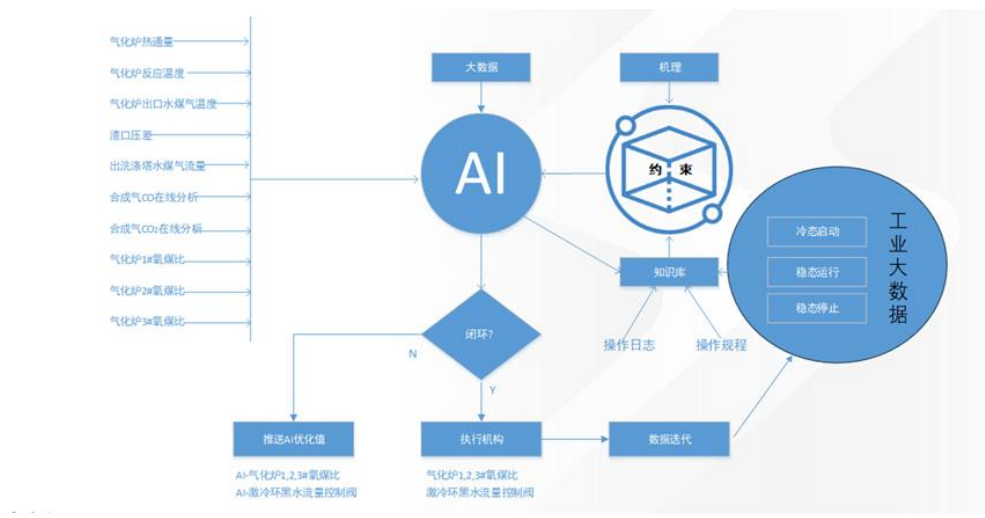 气化炉热通量
气化炉反应温度
气化炉出口水煤气温度
渣口压差
出洗涤塔水煤气流量
合成气CO在线分析
合成气CO₂在线分析
气化炉1#氧煤比
气化炉2#氧煤比
气化炉3#氧煤比
大数据
机理
AI
约束
知识库
操作日志
操作规程
工业大数据
冷态启动
稳态运行
稳态停止
闭环?
N
Y
推送AI优化值
执行机构
数据迭代
AI-气化炉1,2,3#氧煤比
AI-激冷环黑水流量控制阀
气化炉1,2,3#氧煤比
激冷环黑水流量控制阀